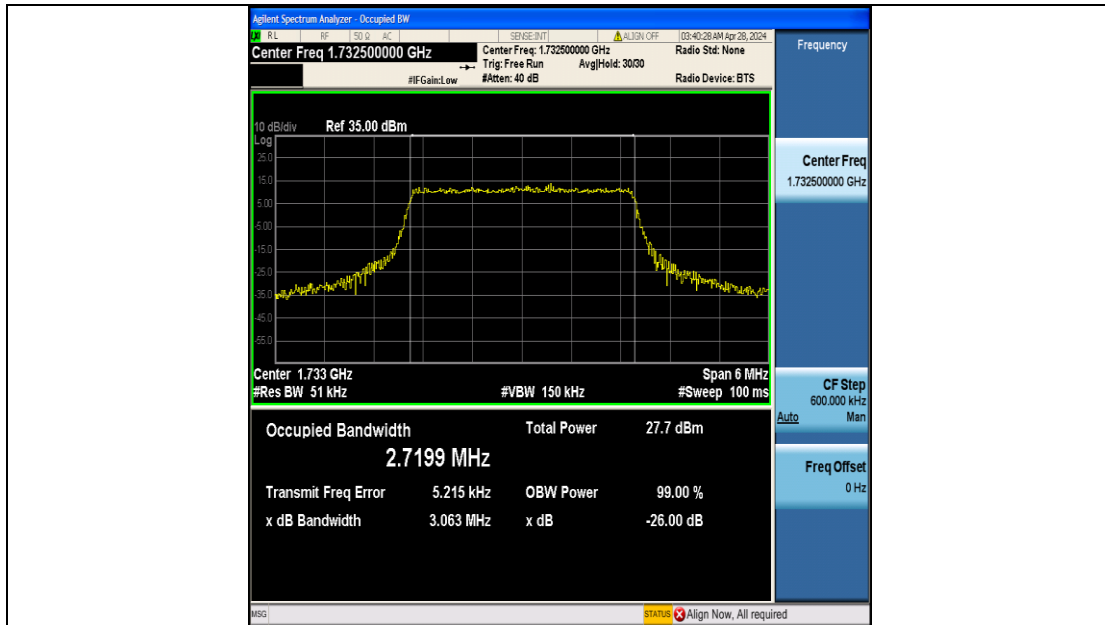 Agilent Spectrum Analyzer - Occupied BW
RL RF 50 Ω AC SENSE:INT ALIGN OFF 03:40:28 AM Apr 28, 2024
Center Freq 1.732500000 GHz
Center Freq: 1.732500000 GHz Radio Std: None
Trig: Free Run Avg|Hold: 30/30
#IFGain:Low #Atten: 40 dB Radio Device: BTS
Frequency
10 dB/div Ref 35.00 dBm
Log
25.0
15.0
5.00
-5.00
-15.0
-25.0
-35.0
-45.0
-55.0
Center 1.733 GHz Span 6 MHz
#Res BW 51 kHz #VBW 150 kHz #Sweep 100 ms
Occupied Bandwidth Total Power 27.7 dBm
2.7199 MHz
Transmit Freq Error 5.215 kHz OBW Power 99.00 %
x dB Bandwidth 3.063 MHz x dB -26.00 dB
Center Freq
1.732500000 GHz
CF Step
600.000 kHz
Auto Man
Freq Offset
0 Hz
MSG STATUS Align Now, All required